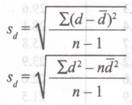 s_d = √(Σ(d − d̄)² / (n − 1))
s_d = √((Σd² − nd̄²) / (n − 1))